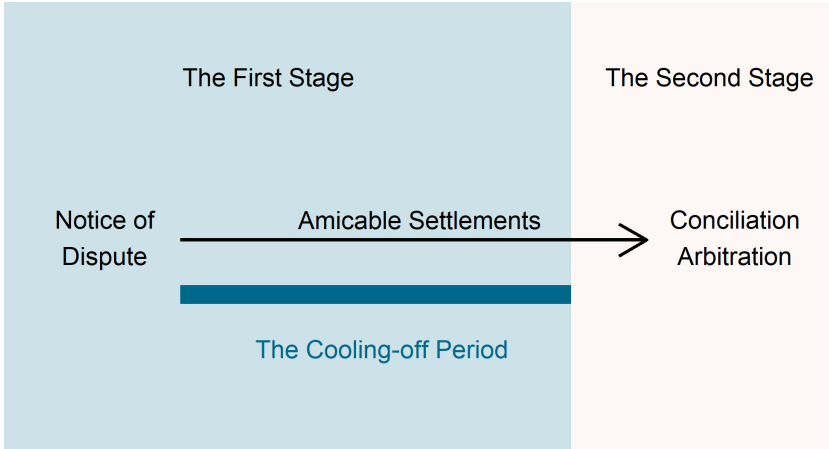 The First Stage
The Second Stage
Notice of
Dispute
Amicable Settlements
Conciliation
Arbitration
The Cooling-off Period